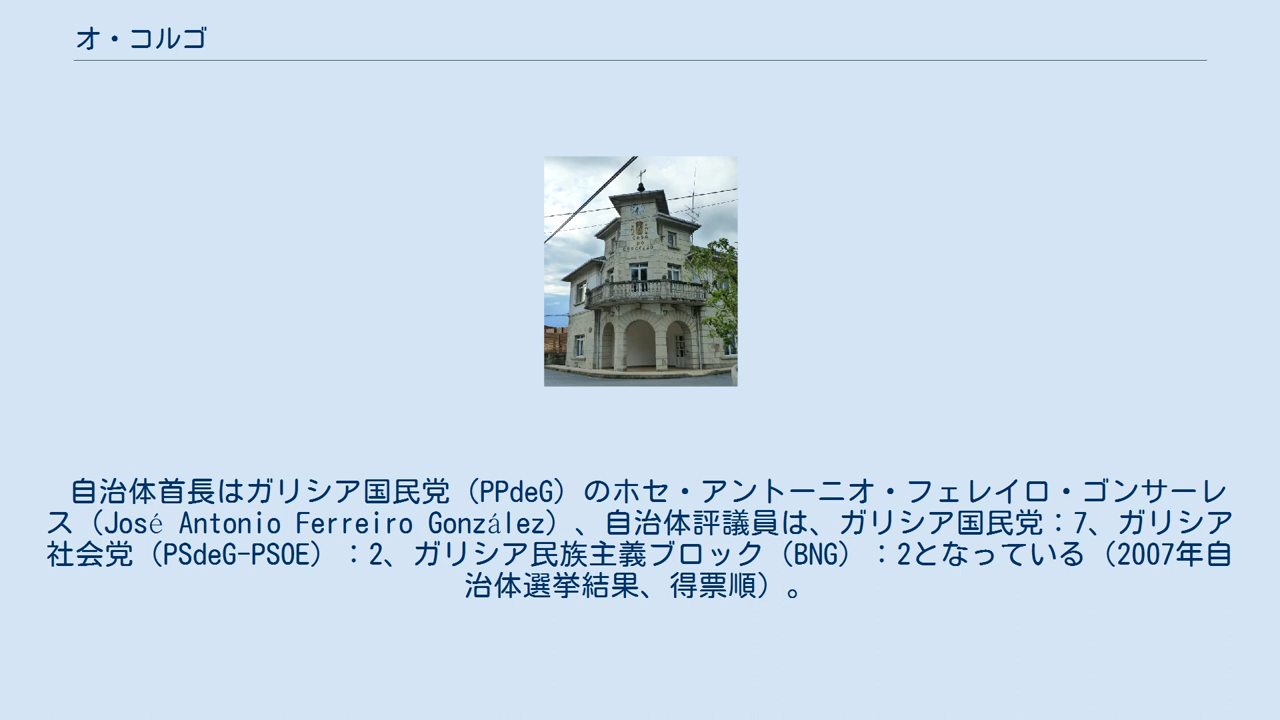 オ・コルゴ
自治体首長はガリシア国民党（PPdeG）のホセ・アントーニオ・フェレイロ・ゴンサーレ
ス（José Antonio Ferreiro González）、自治体評議員は、ガリシア国民党：7、ガリシア
社会党（PSdeG-PSOE）：2、ガリシア民族主義ブロック（BNG）：2となっている（2007年自
治体選挙結果、得票順）。